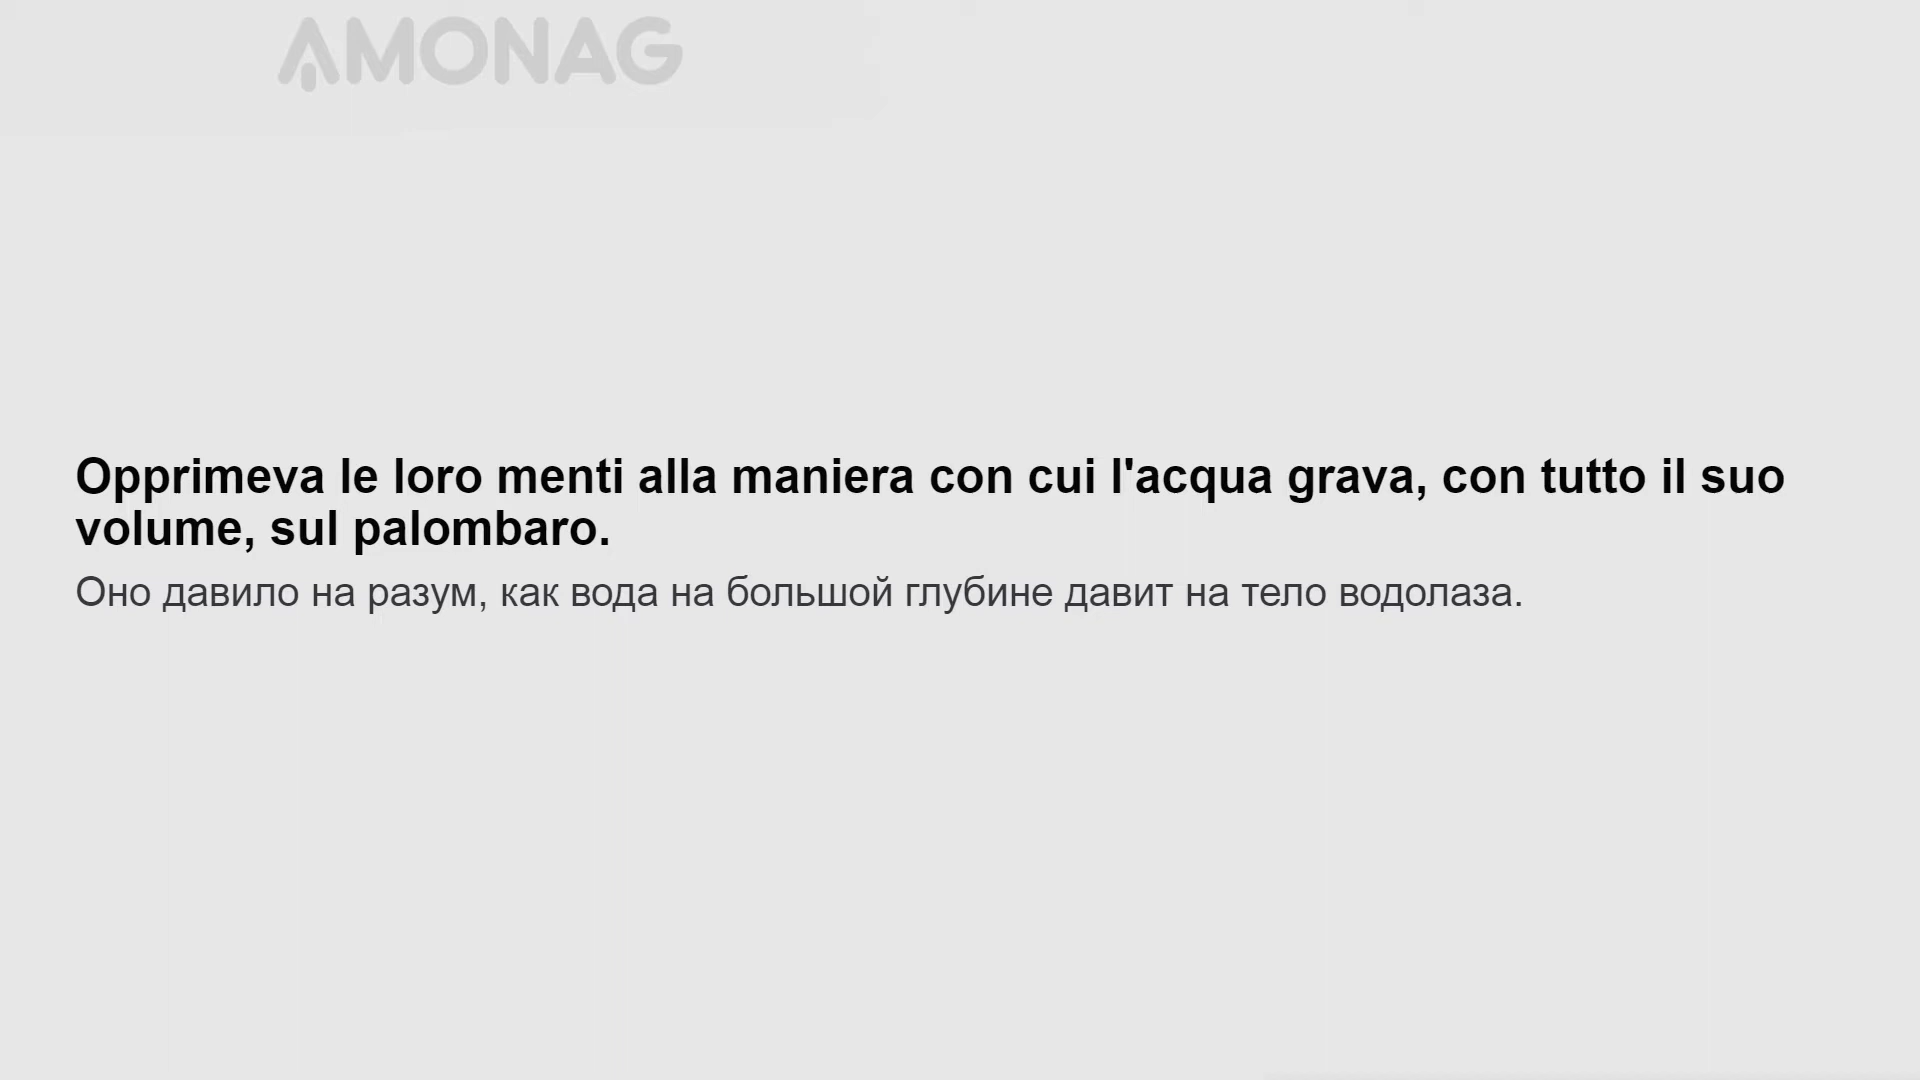 AMONAG
Opprimeva le loro menti alla maniera con cui l'acqua grava, con tutto il suo
volume, sul palombaro.
Оно давило на разум, как вода на большой глубине давит на тело водолаза.